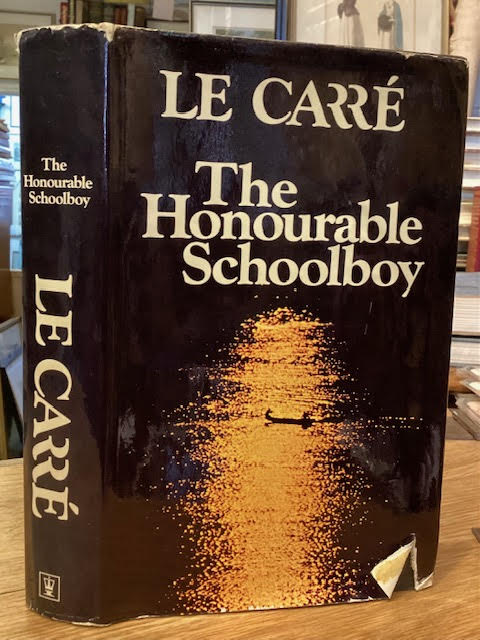 LE CARRÉ
The
Honourable
Schoolboy
The
Honourable
Schoolboy
LE CARRÉ